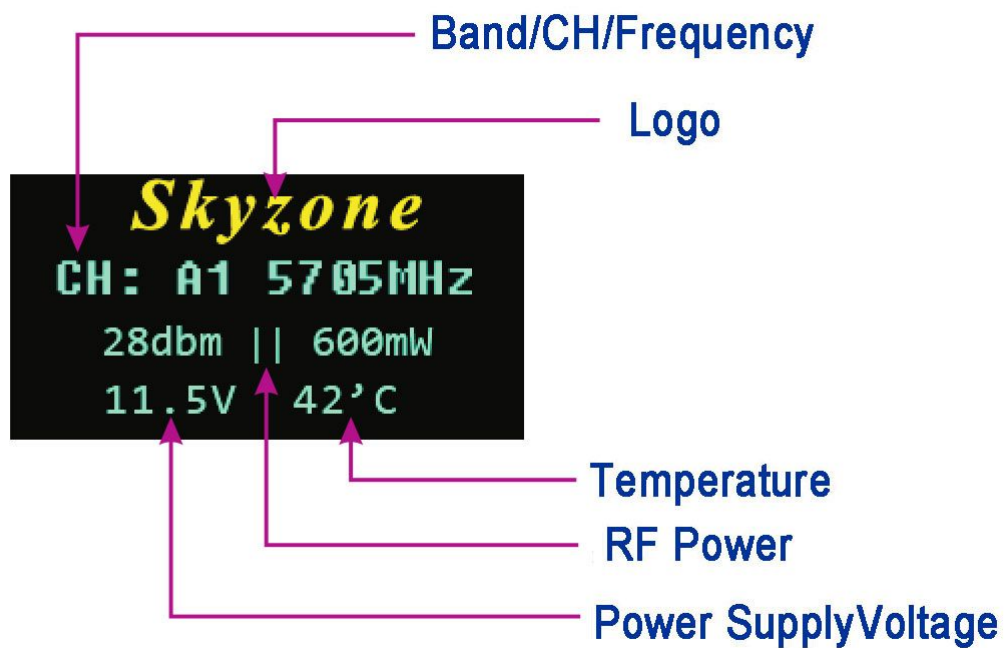 Band/CH/Frequency
Logo
Skyzone
CH: A1 5705MHz
28dbm || 600mW
11.5V 42’C
Temperature
RF Power
Power SupplyVoltage